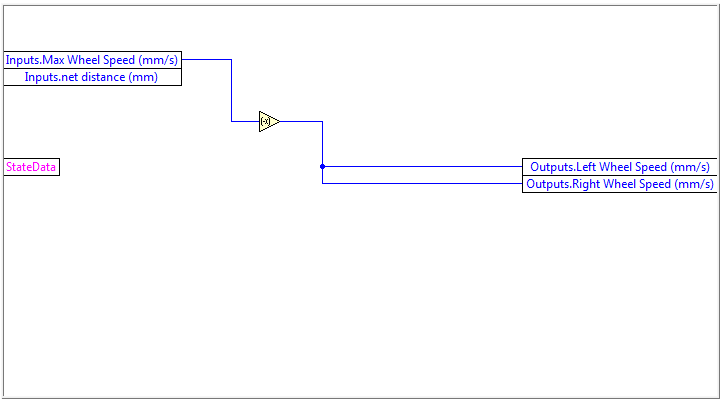 Inputs.Max Wheel Speed (mm/s)
Inputs.net distance (mm)
StateData
Outputs.Left Wheel Speed (mm/s)
Outputs.Right Wheel Speed (mm/s)